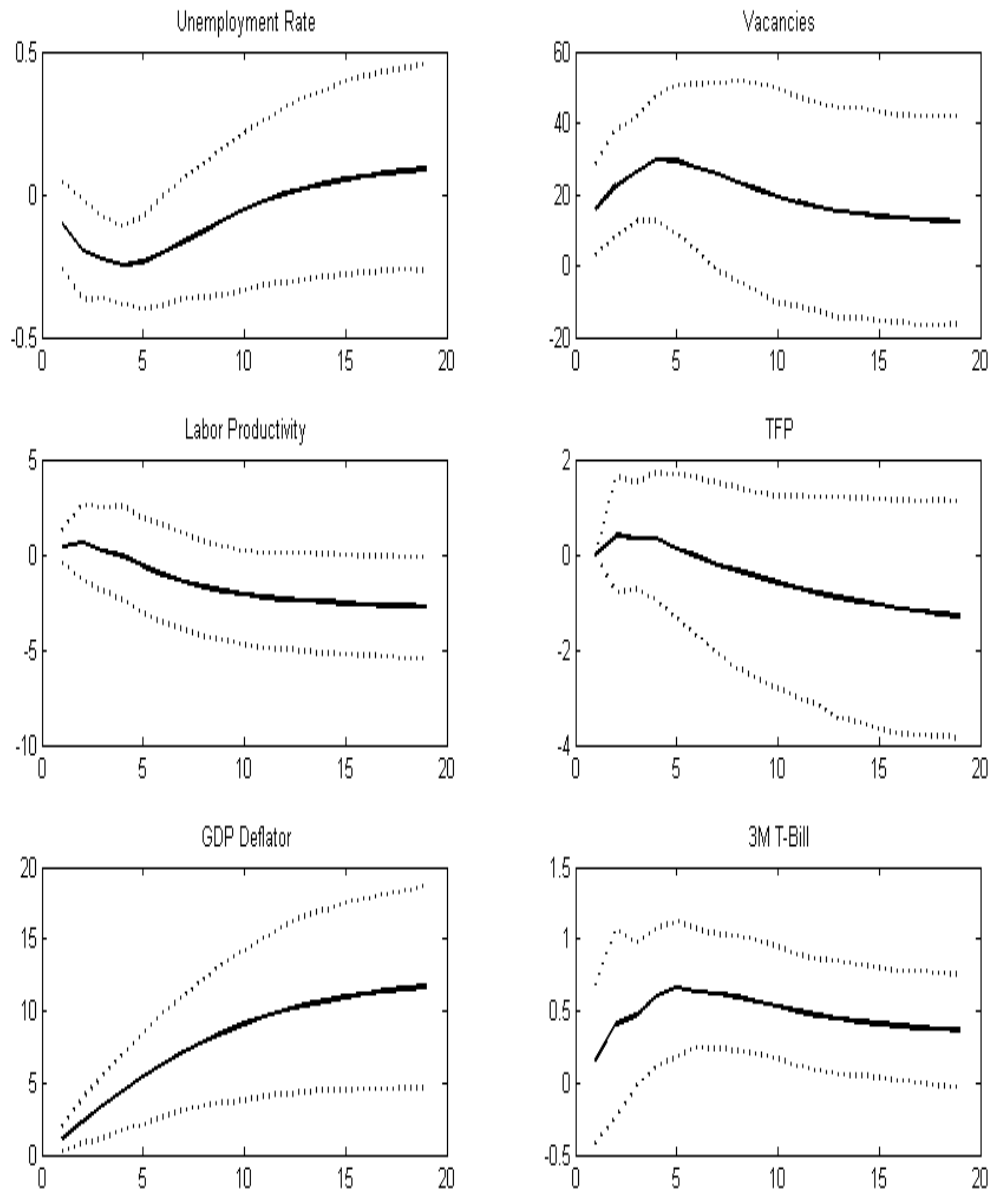 Unemployment Rate
0.5
0
-0.5
0 5 10 15 20
Vacancies
60
40
20
0
-20
0 5 10 15 20
Labor Productivity
5
0
-5
-10
0 5 10 15 20
TFP
2
0
-2
-4
0 5 10 15 20
GDP Deflator
20
15
10
5
0
0 5 10 15 20
3M T-Bill
1.5
1
0.5
0
-0.5
0 5 10 15 20